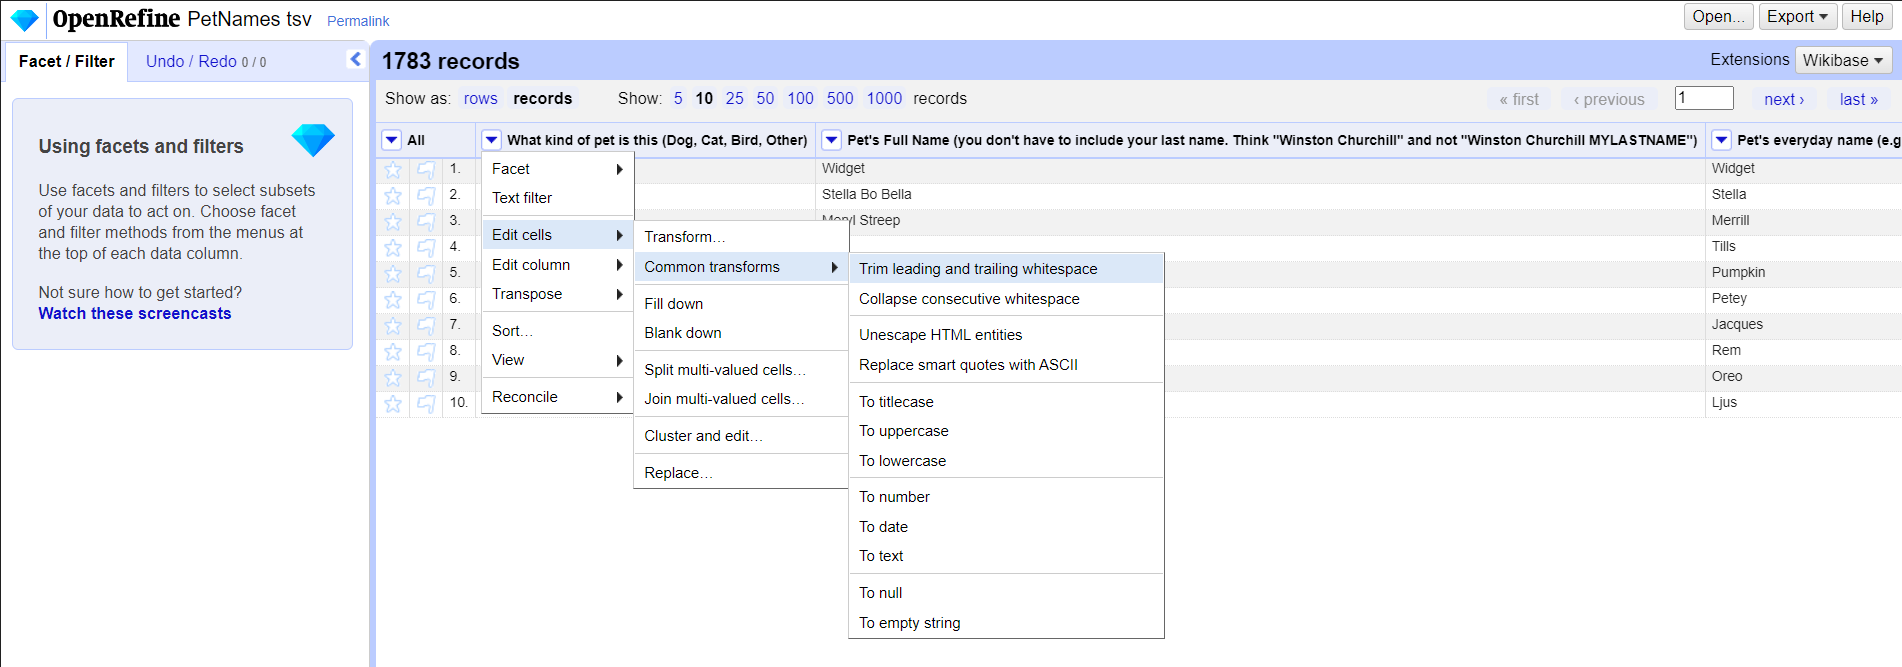 OpenRefine PetNames tsv Permalink
Open... Export Help
Facet / Filter Undo / Redo 0 / 0
1783 records
Extensions Wikibase
Show as: rows records Show: 5 10 25 50 100 500 1000 records
« first ‹ previous 1 next › last »
Using facets and filters
Use facets and filters to select subsets
of your data to act on. Choose facet
and filter methods from the menus at
the top of each data column.
Not sure how to get started?
Watch these screencasts
All What kind of pet is this (Dog, Cat, Bird, Other) Pet's Full Name (you don't have to include your last name. Think "Winston Churchill" and not "Winston Churchill MYLASTNAME") Pet's everyday name (e.g
1. Widget Widget
2. Stella Bo Bella Stella
3. Meryl Streep Merrill
4. Tills
5. Pumpkin
6. Petey
7. Jacques
8. Rem
9. Oreo
10. Ljus
Facet
Text filter
Edit cells
Edit column
Transpose
Sort...
View
Reconcile
Transform...
Common transforms
Fill down
Blank down
Split multi-valued cells...
Join multi-valued cells...
Cluster and edit...
Replace...
Trim leading and trailing whitespace
Collapse consecutive whitespace
Unescape HTML entities
Replace smart quotes with ASCII
To titlecase
To uppercase
To lowercase
To number
To date
To text
To null
To empty string